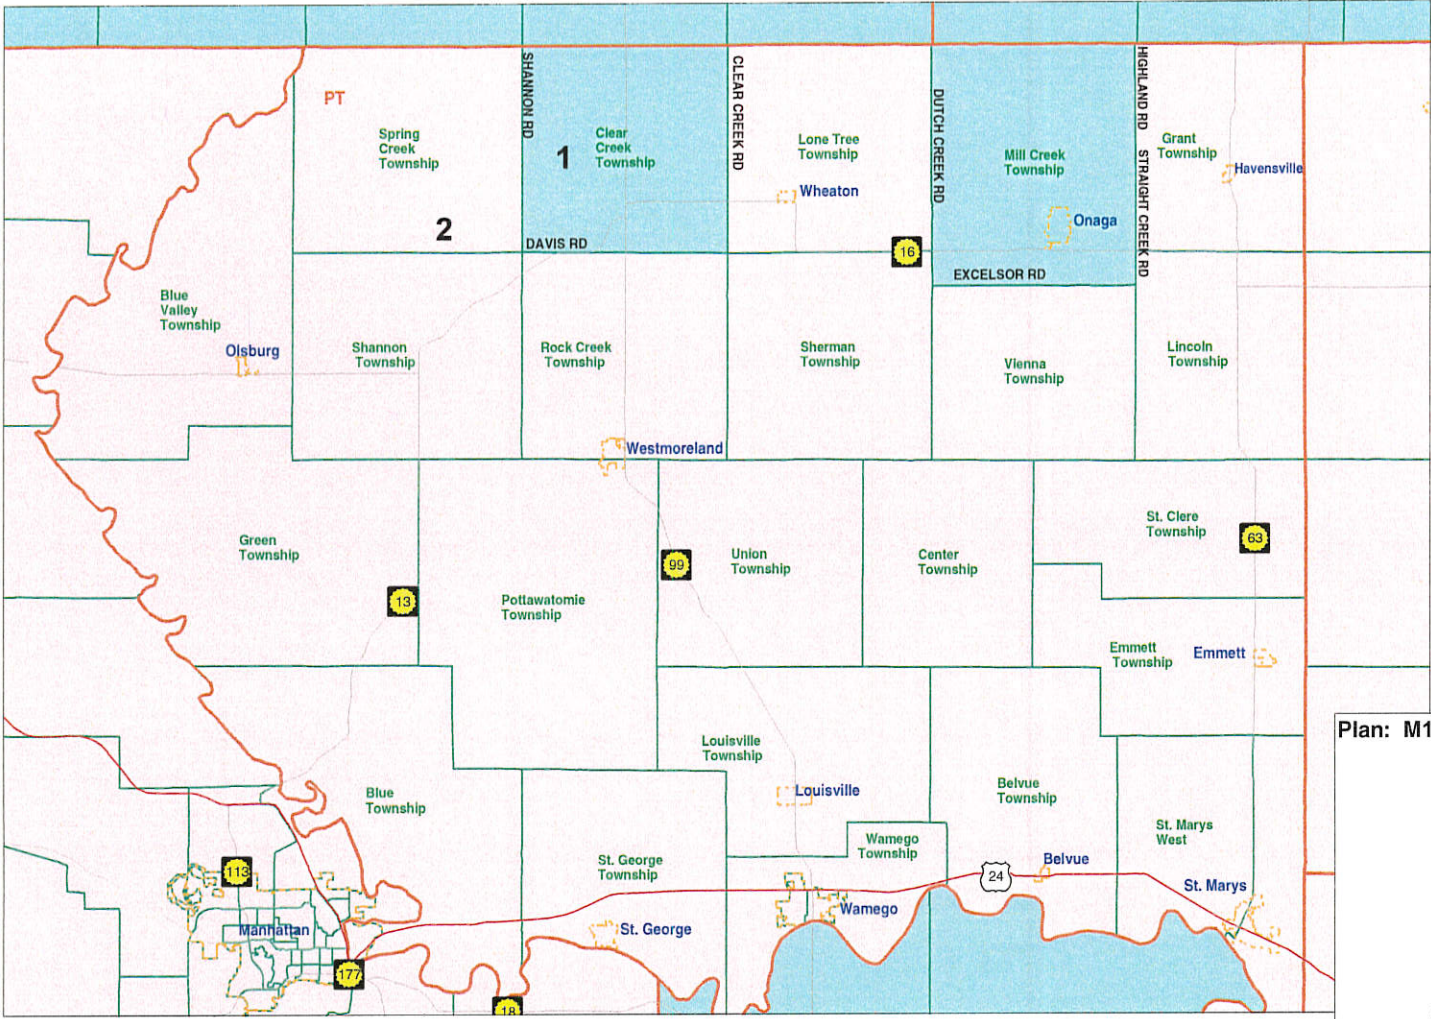 PT
Spring
Creek
Township
2
SHANNON RD
1
Clear
Creek
Township
DAVIS RD
CLEAR CREEK RD
Lone Tree
Township
Wheaton
16
DUTCH CREEK RD
Mill Creek
Township
Onaga
EXCELSOR RD
HIGHLAND RD
STRAIGHT CREEK RD
Grant
Township
Havensville
Blue
Valley
Township
Olsburg
Shannon
Township
Rock Creek
Township
Westmoreland
Sherman
Township
Vienna
Township
Lincoln
Township
Green
Township
13
Pottawatomie
Township
99
Union
Township
Center
Township
St. Clere
Township
63
Emmett
Township
Emmett
Plan: M1
Louisville
Township
Louisville
Belvue
Township
Blue
Township
St. Marys
West
Wamego
Township
St. George
Township
113
24
Belvue
St. Marys
Wamego
St. George
Manhattan
177
18